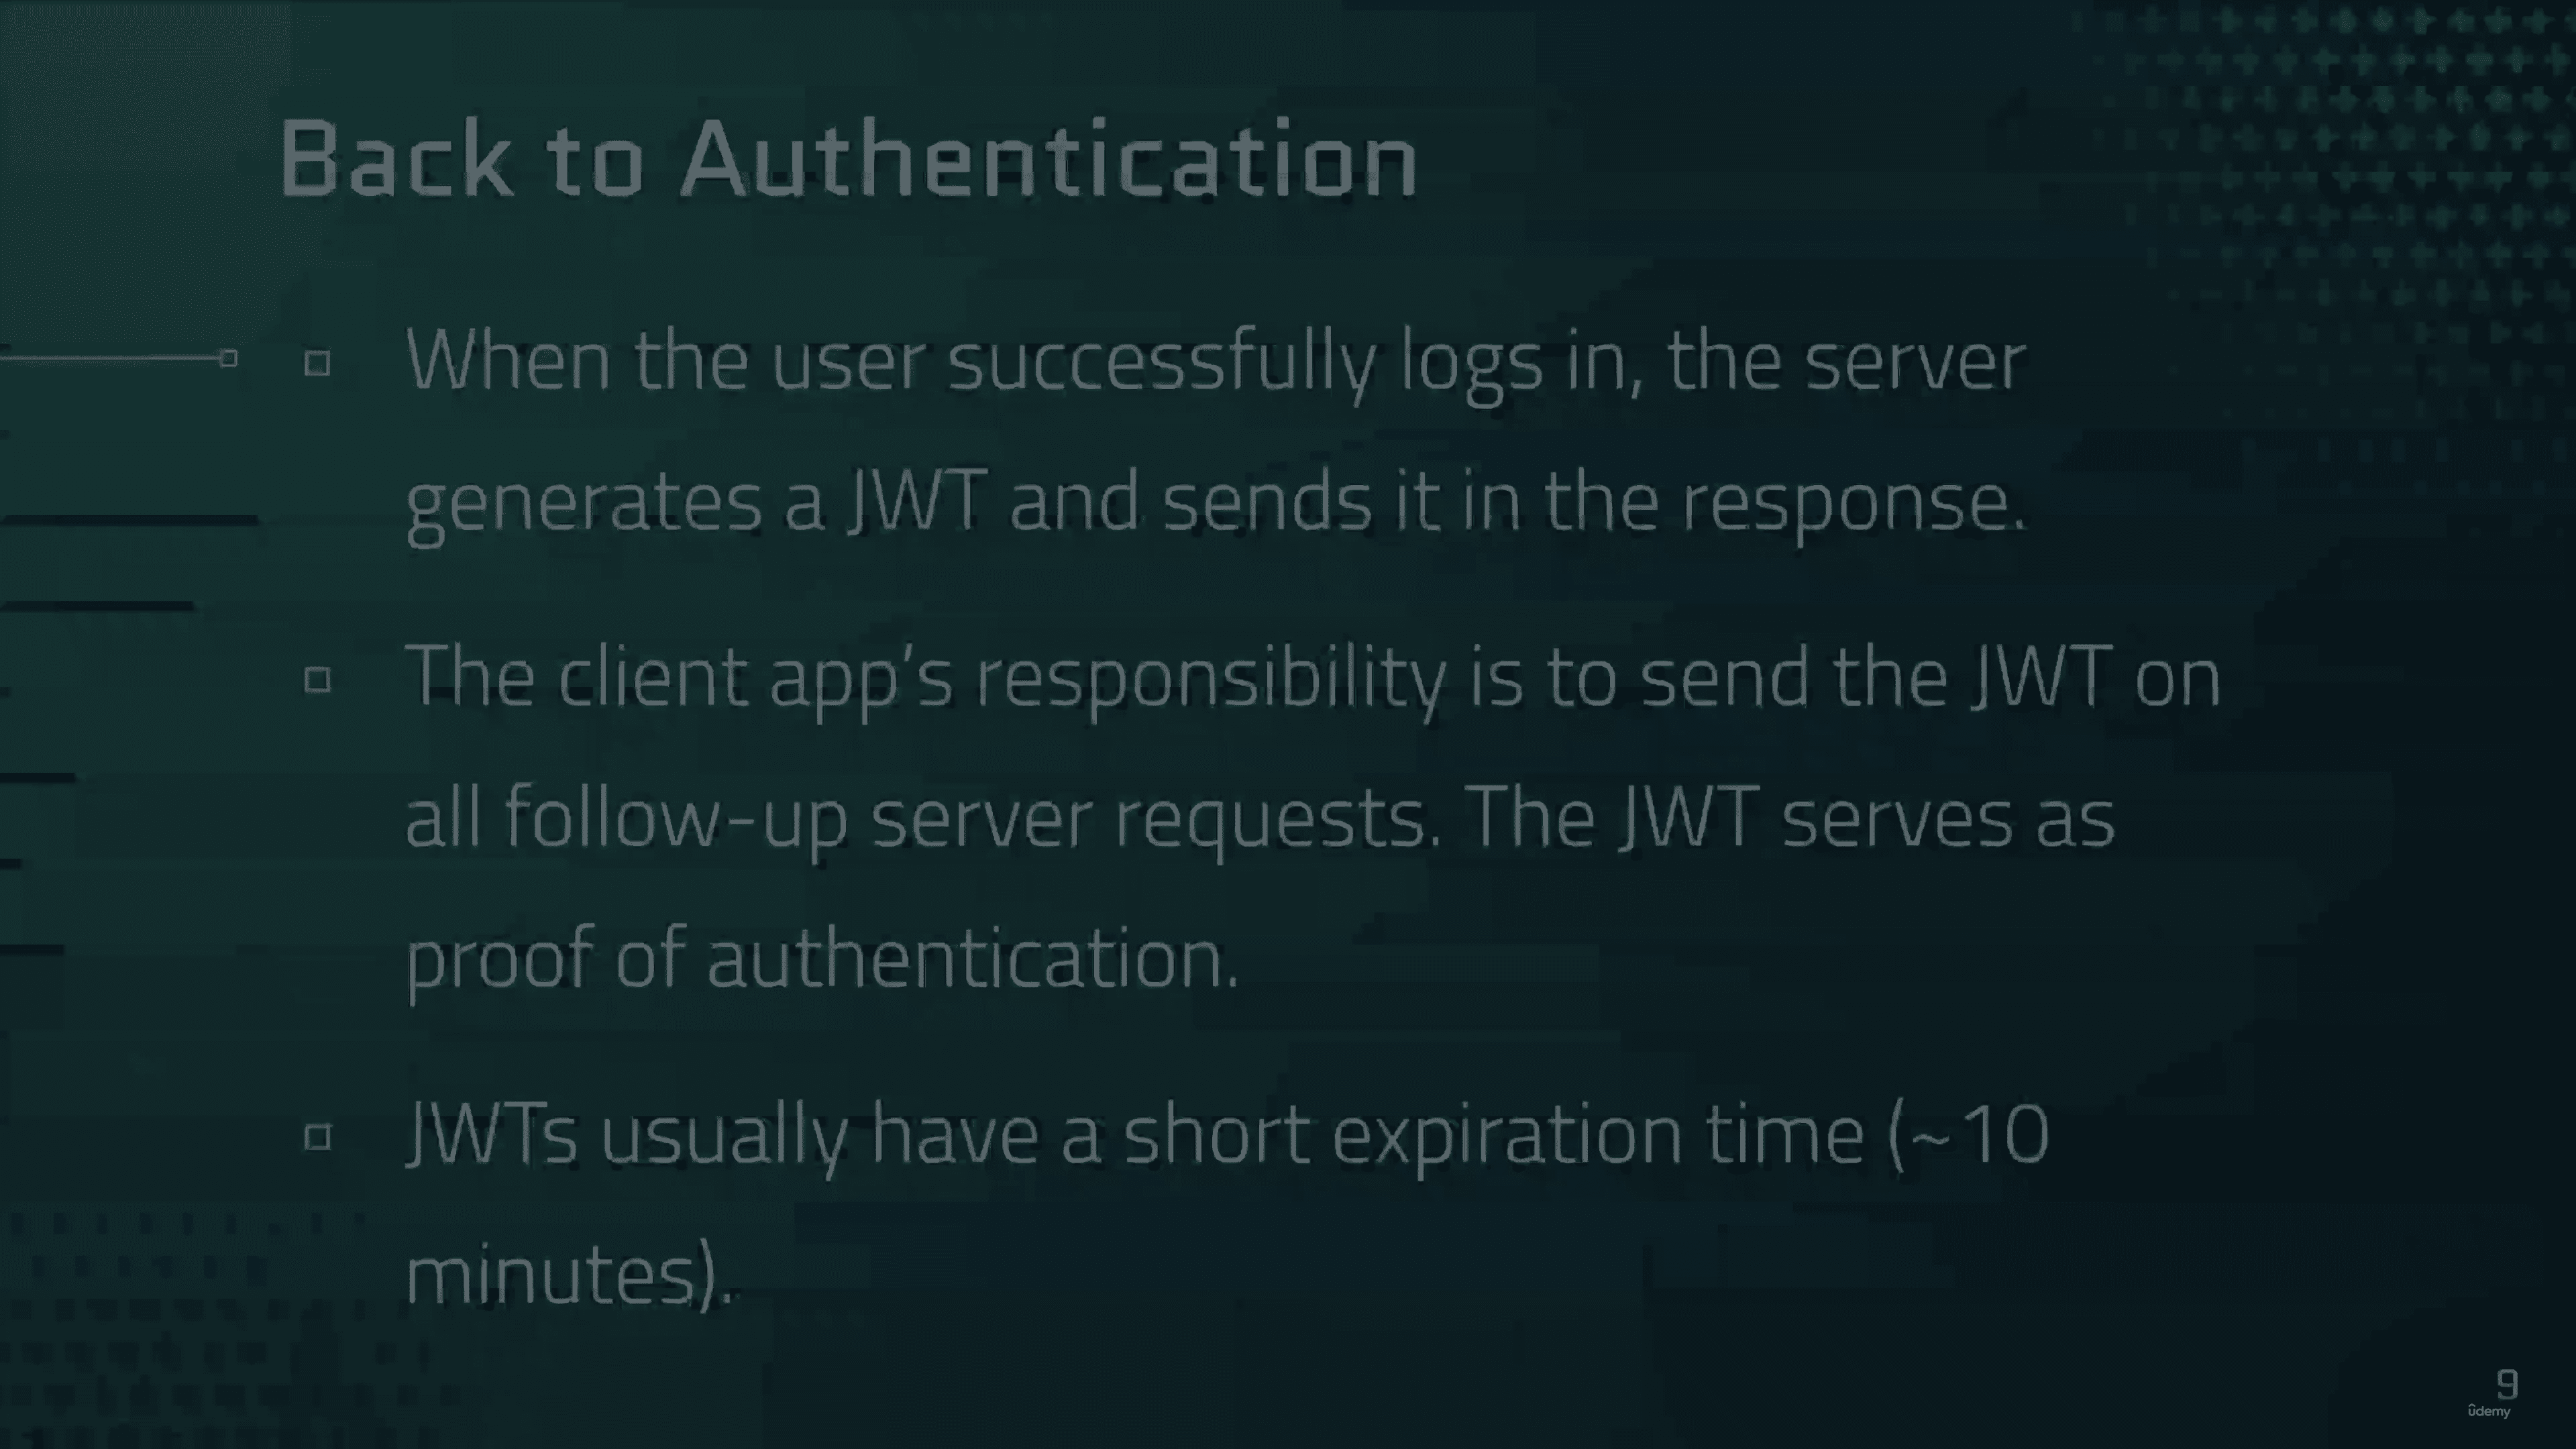 Back to Authentication
When the user successfully logs in, the server
generates a JWT and sends it in the response.
The client app’s responsibility is to send the JWT on
all follow-up server requests. The JWT serves as
proof of authentication.
JWTs usually have a short expiration time (~10
minutes).
9
ûdemy